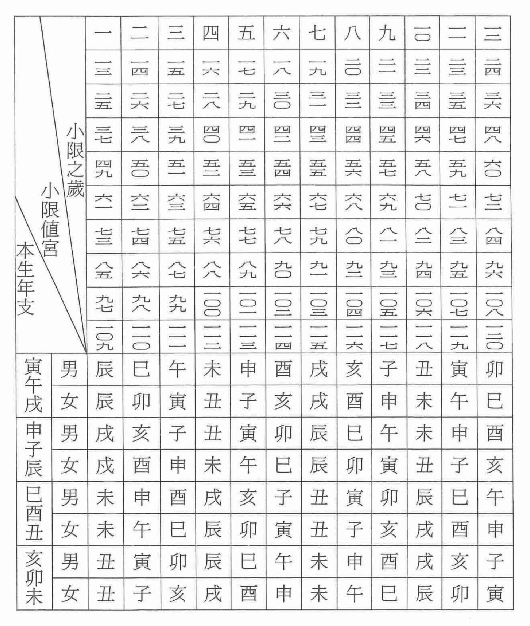 小限之歲
小限值宮
本生年支
一 二 三 四 五 六 七 八 九 一〇 一一 一二
一三 一四 一五 一六 一七 一八 一九 二〇 二一 二二 二三 二四
二五 二六 二七 二八 二九 三〇 三一 三二 三三 三四 三五 三六
三七 三八 三九 四〇 四一 四二 四三 四四 四五 四六 四七 四八
四九 五〇 五一 五二 五三 五四 五五 五六 五七 五八 五九 六〇
六一 六二 六三 六四 六五 六六 六七 六八 六九 七〇 七一 七二
七三 七四 七五 七六 七七 七八 七九 八〇 八一 八二 八三 八四
八五 八六 八七 八八 八九 九〇 九一 九二 九三 九四 九五 九六
九七 九八 九九 一〇〇 一〇一 一〇二 一〇三 一〇四 一〇五 一〇六 一〇七 一〇八
一〇九 一一〇 一一一 一一二 一一三 一一四 一一五 一一六 一一七 一一八 一一九 一二〇
寅午戌 男 辰 巳 午 未 申 酉 戌 亥 子 丑 寅 卯
女 辰 卯 寅 丑 子 亥 戌 酉 申 未 午 巳
申子辰 男 戌 亥 子 丑 寅 卯 辰 巳 午 未 申 酉
女 戌 酉 申 未 午 巳 辰 卯 寅 丑 子 亥
巳酉丑 男 未 申 酉 戌 亥 子 丑 寅 卯 辰 巳 午
女 未 午 巳 辰 卯 寅 丑 子 亥 戌 酉 申
亥卯未 男 丑 寅 卯 辰 巳 午 未 申 酉 戌 亥 子
女 丑 子 亥 戌 酉 申 未 午 巳 辰 卯 寅